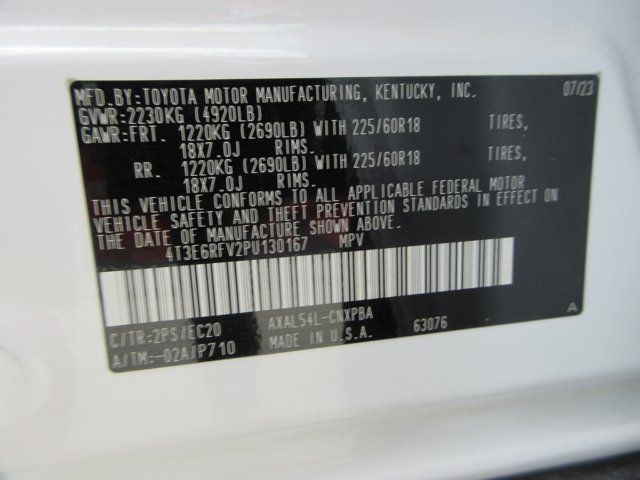 MFD.BY:TOYOTA MOTOR MANUFACTURING, KENTUCKY, INC. 07/23
GVWR:2230KG (4920LB)
GAWR:FRT. 1220KG (2690LB) WITH 225/60R18 TIRES,
18X7.0J RIMS.
RR. 1220KG (2690LB) WITH 225/60R18 TIRES,
18X7.0J RIMS.
THIS VEHICLE CONFORMS TO ALL APPLICABLE FEDERAL MOTOR
VEHICLE SAFETY AND THEFT PREVENTION STANDARDS IN EFFECT ON
THE DATE OF MANUFACTURE SHOWN ABOVE.
4T3E6RFV2PU130167 MPV
C/TR:2PS/EC20 AXAL54L-CNXPBA 63076 A
A/TM:-02A/P710 MADE IN U.S.A.